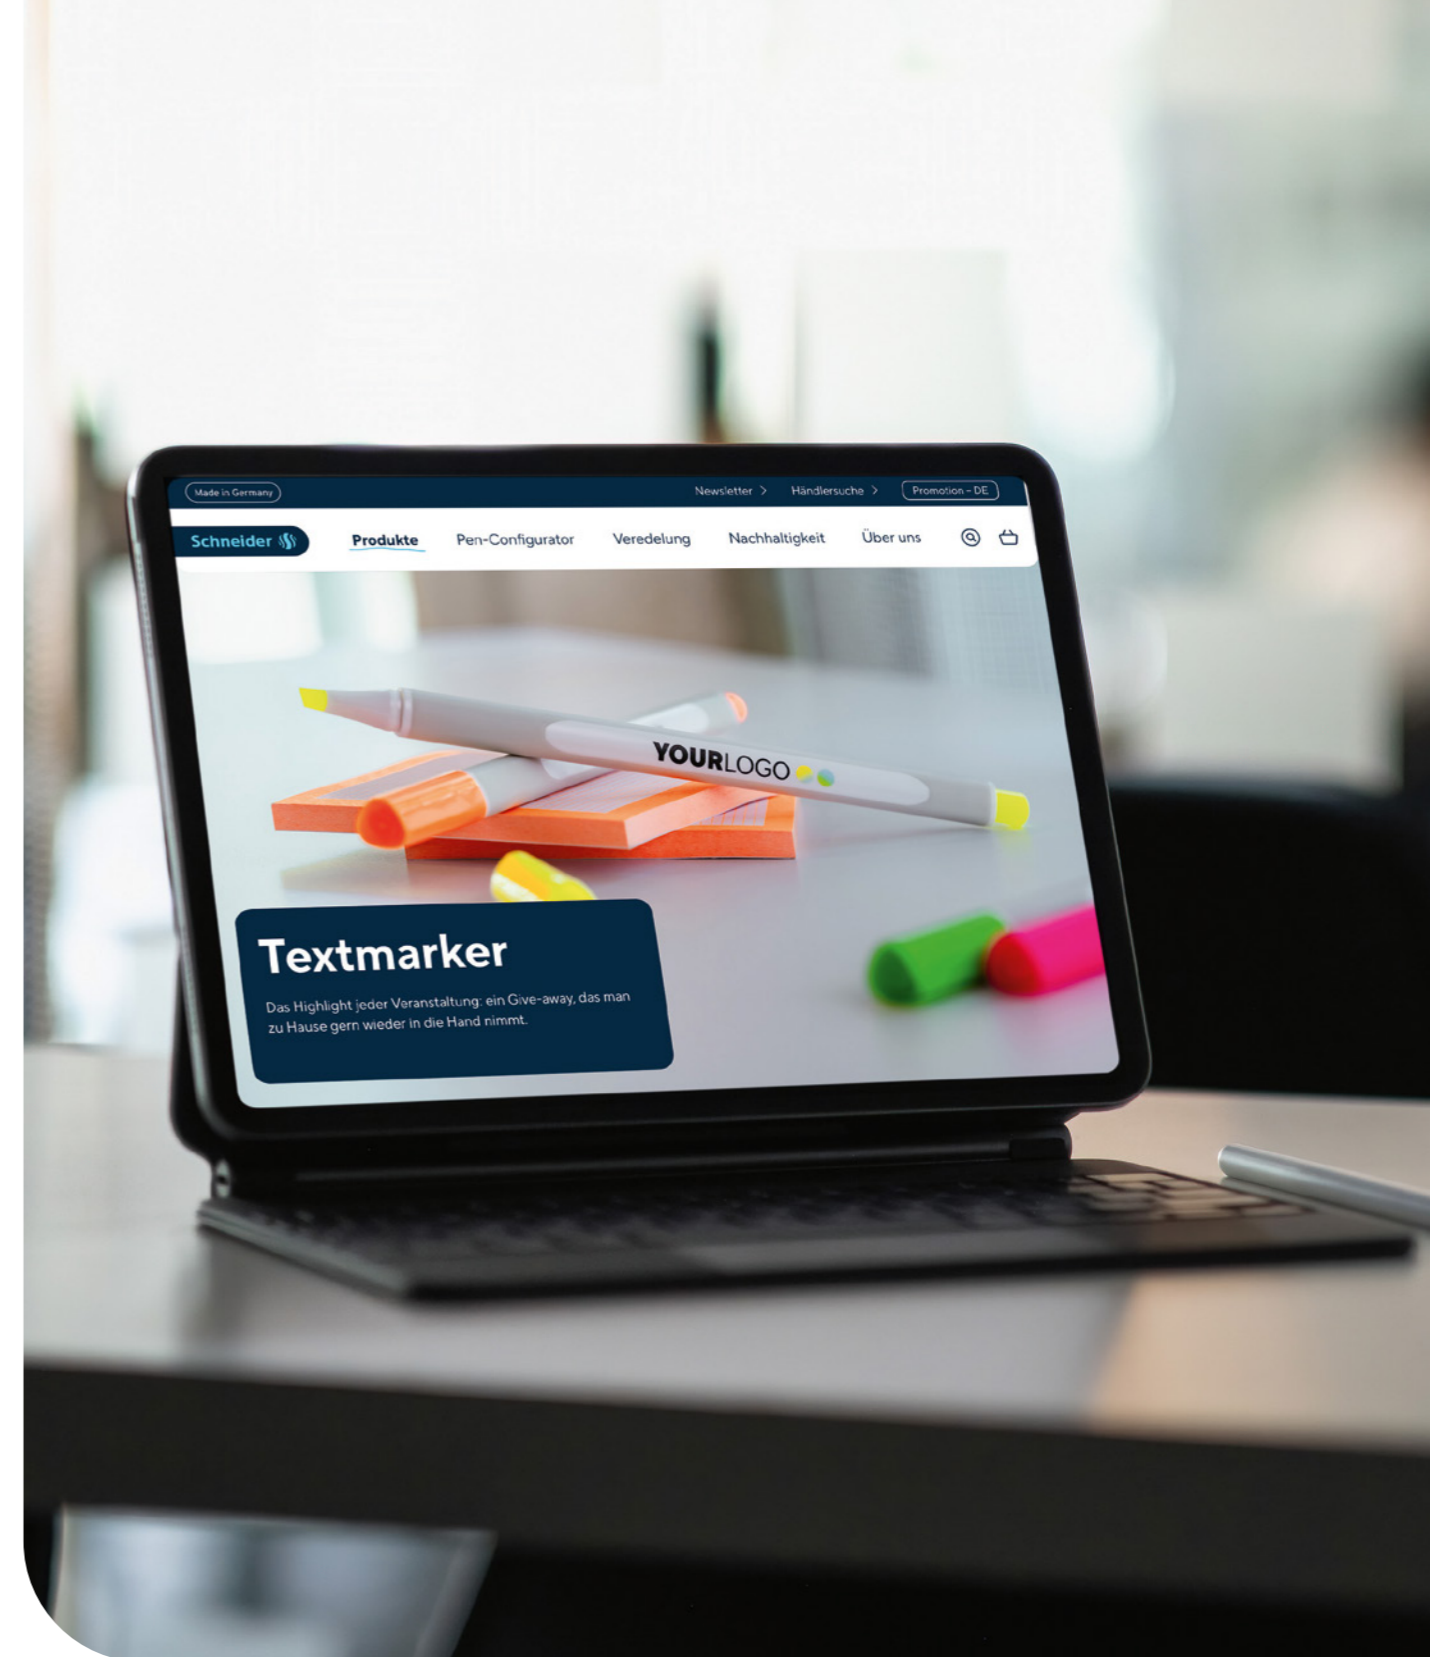 Made in Germany
Newsletter >
Händlersuche >
Promotion – DE
Schneider
Produkte
Pen-Configurator
Veredelung
Nachhaltigkeit
Über uns
YOURLOGO
Textmarker
Das Highlight jeder Veranstaltung: ein Give-away, das man
zu Hause gern wieder in die Hand nimmt.